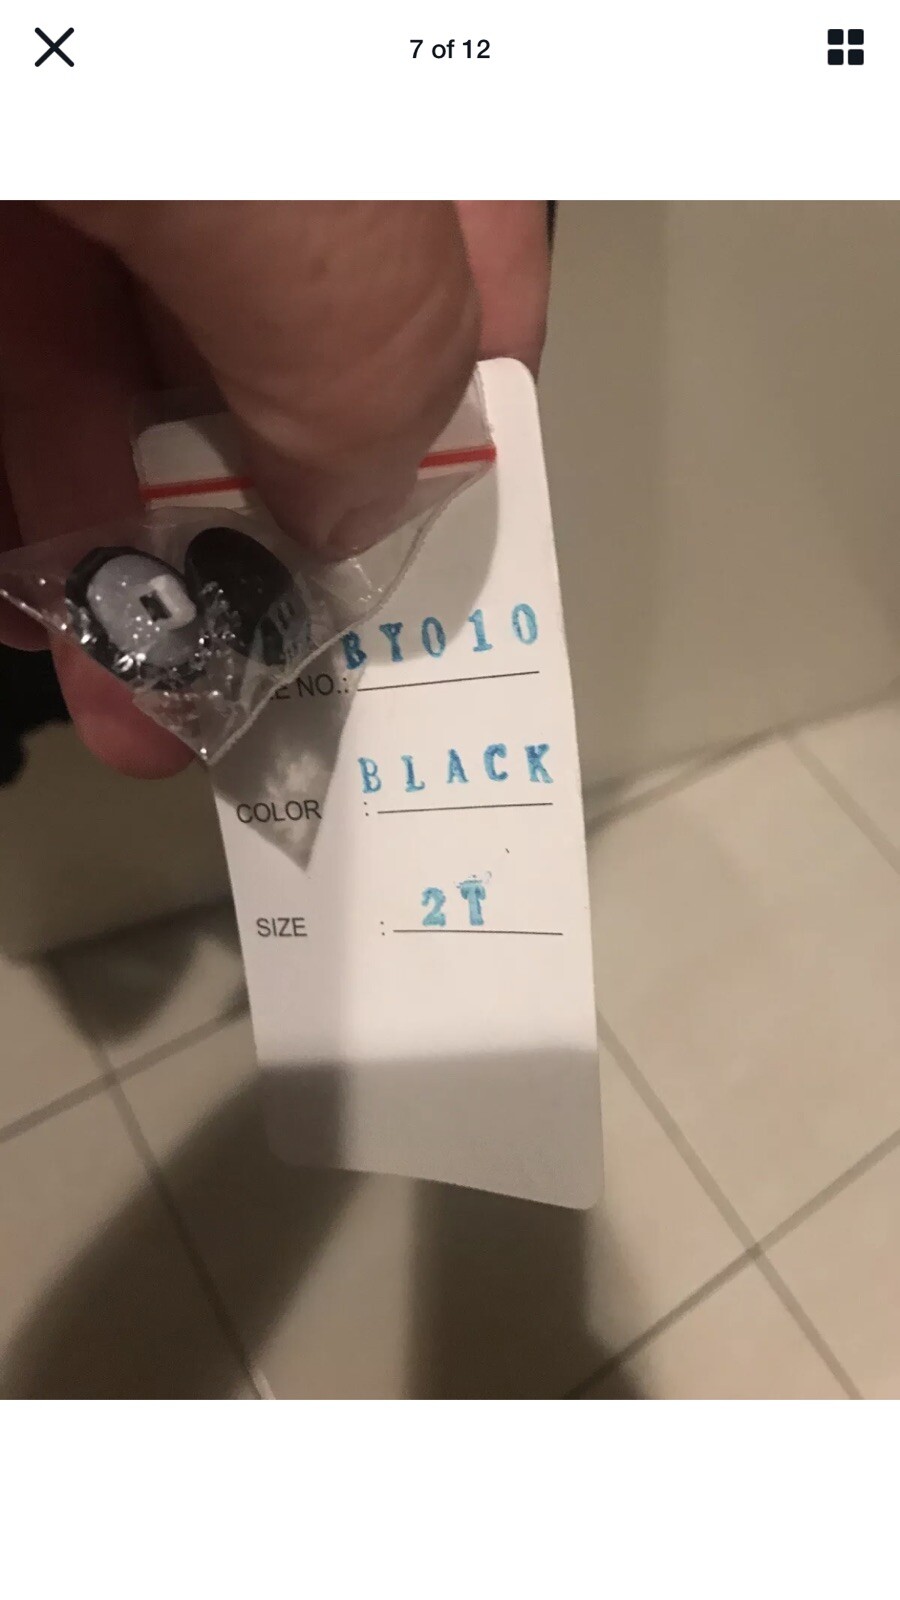 7 of 12
BY010
E NO.:
BLACK
COLOR :
2T
SIZE :